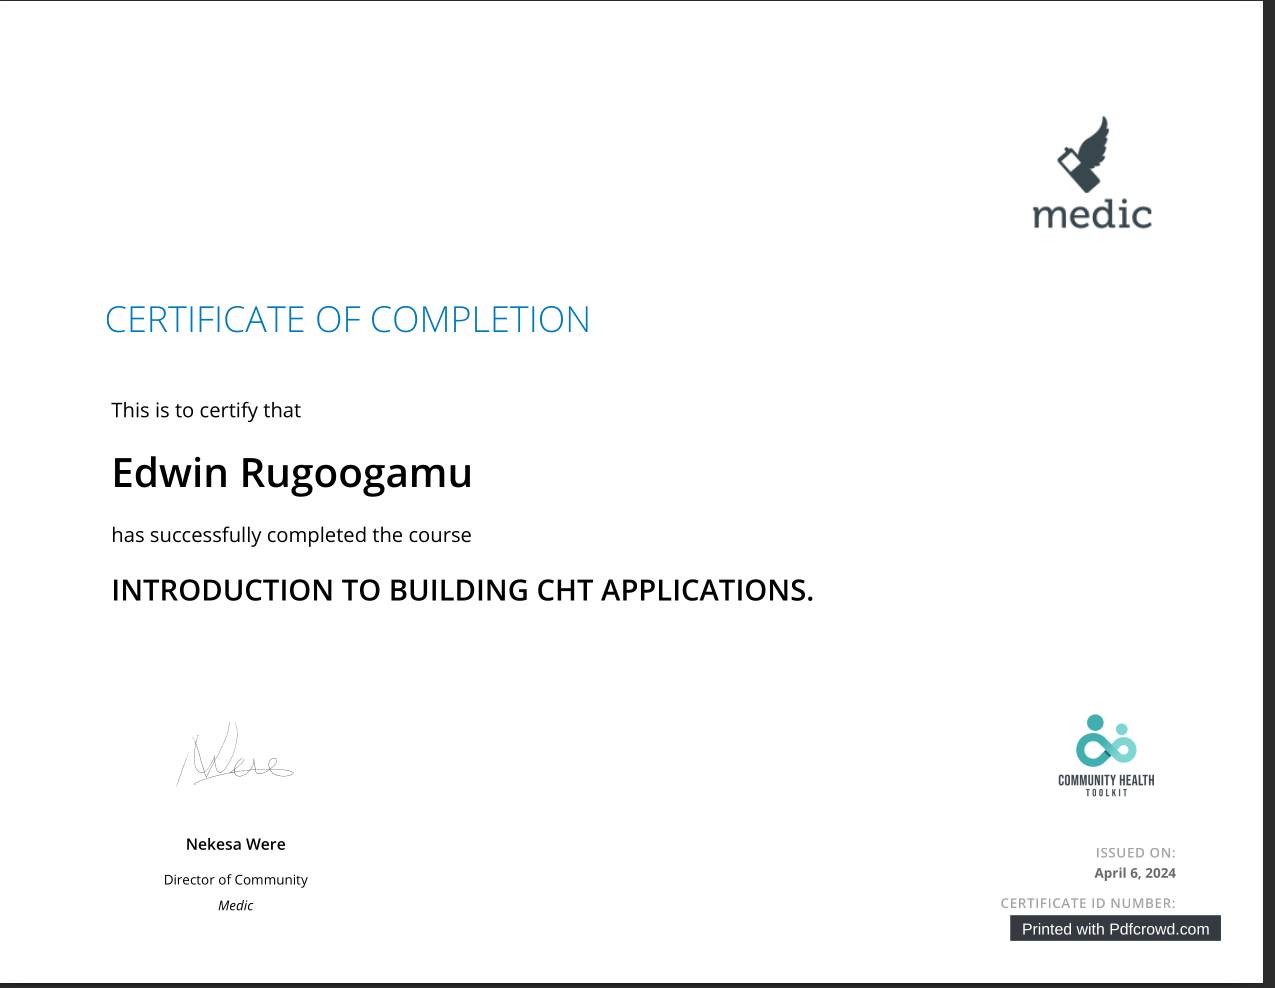 medic
CERTIFICATE OF COMPLETION
This is to certify that
Edwin Rugoogamu
has successfully completed the course
INTRODUCTION TO BUILDING CHT APPLICATIONS.
Were
Nekesa Were
Director of Community
Medic
COMMUNITY HEALTH
TOOLKIT
ISSUED ON:
April 6, 2024
CERTIFICATE ID NUMBER:
Printed with Pdfcrowd.com